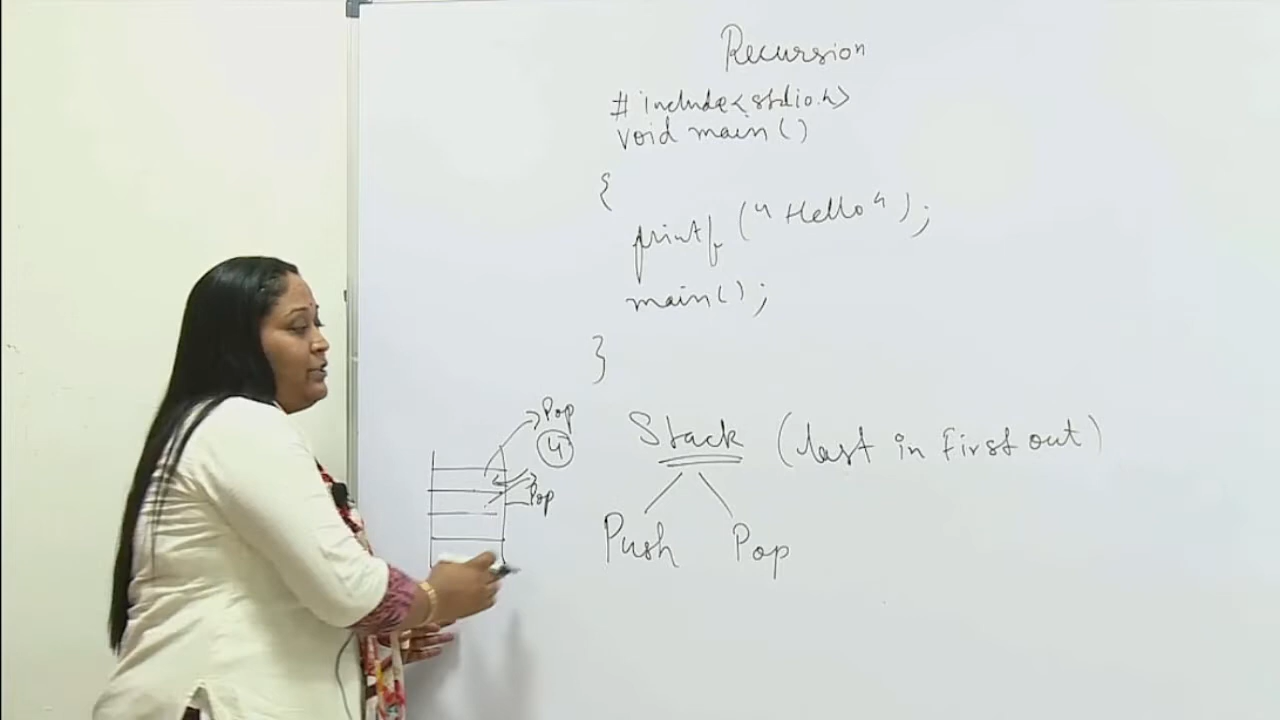 Recursion
# include<stdio.h>
void main()
{
printf ("Hello");
main();
}
Pop
4
Pop
Stack (last in First out)
Push Pop